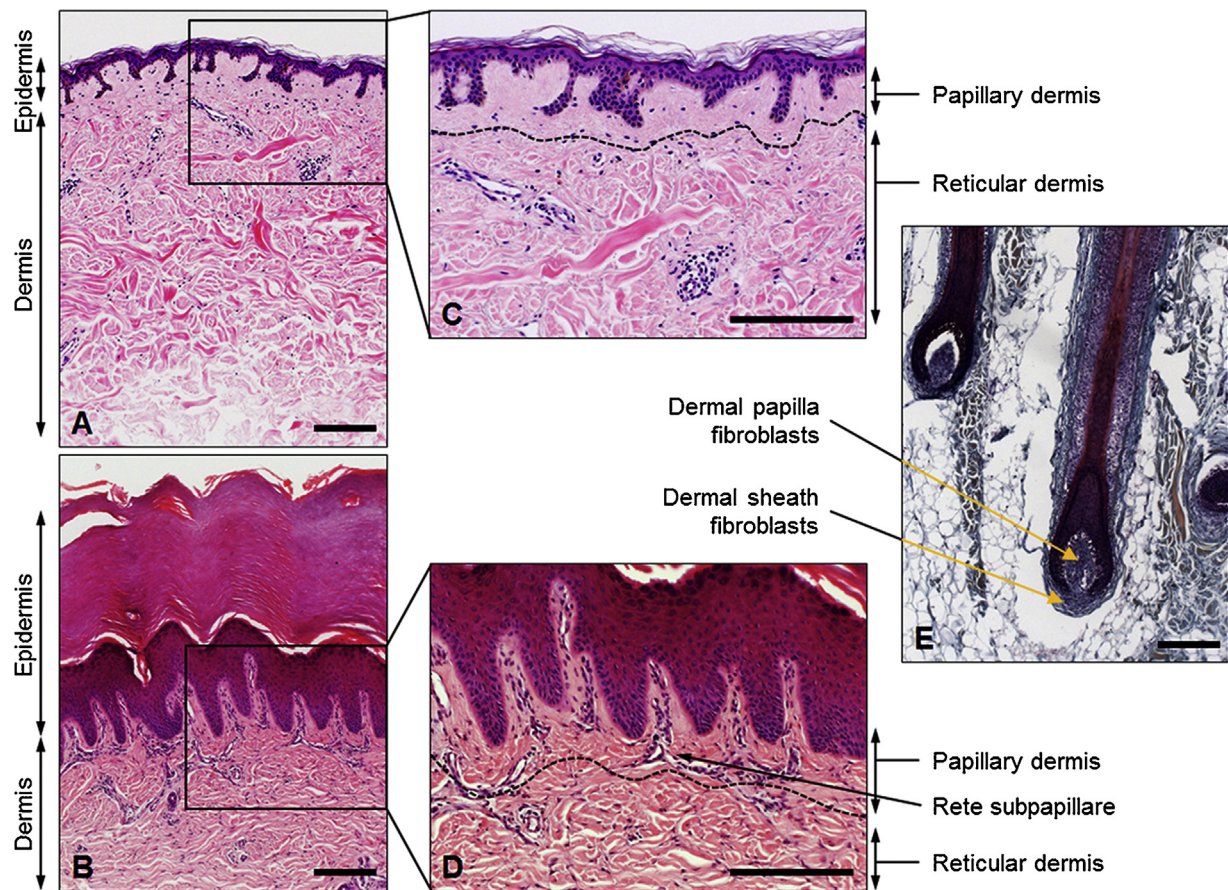 Epidermis
Dermis
A
C
Papillary dermis
Reticular dermis
Dermal papilla
fibroblasts
Dermal sheath
fibroblasts
E
Epidermis
Dermis
B
D
Papillary dermis
Rete subpapillare
Reticular dermis